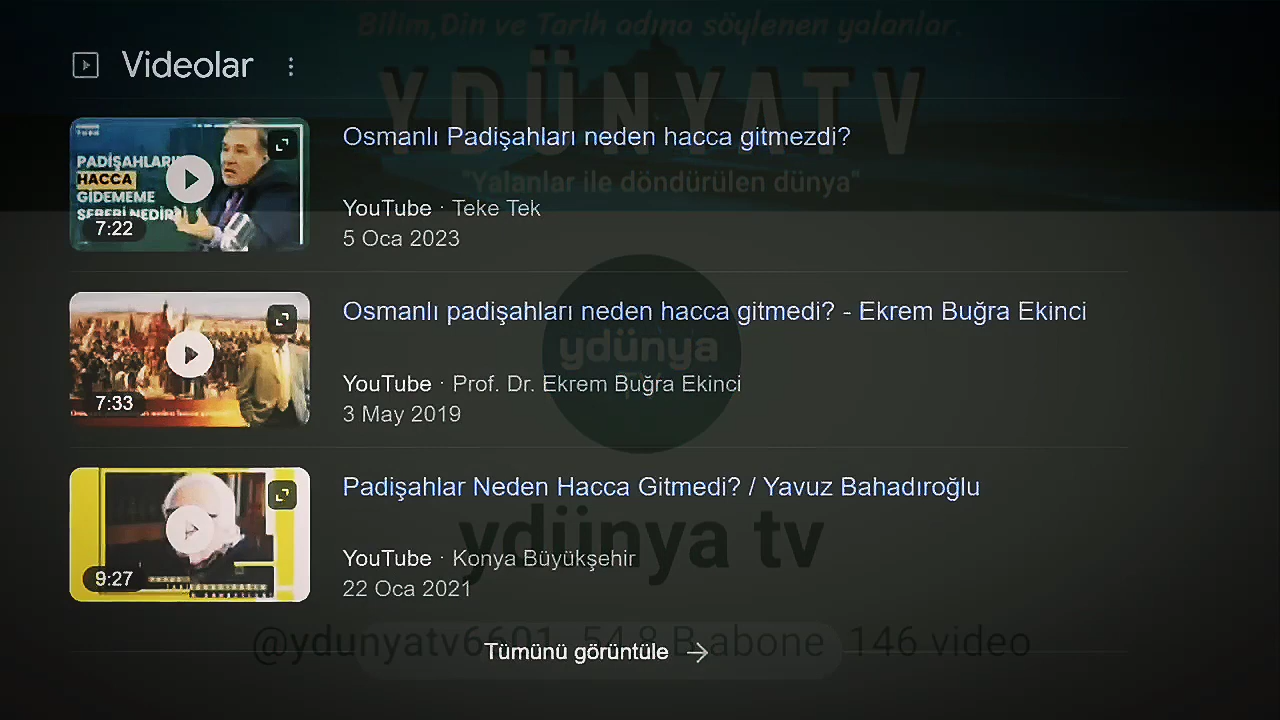 Bilim,Din ve Tarih adına söylenen yalanlar.
Videolar
YDÜNYATV
"Yalanlar ile döndürülen dünya"
PADİŞAHLARIN
HACCA
GİDEMEME
SEBEBİ NEDİR?
7:22
Osmanlı Padişahları neden hacca gitmezdi?
YouTube · Teke Tek
5 Oca 2023
7:33
Osmanlı padişahları neden hacca gitmedi? - Ekrem Buğra Ekinci
ydünya
TV
YouTube · Prof. Dr. Ekrem Buğra Ekinci
3 May 2019
9:27
Padişahlar Neden Hacca Gitmedi? / Yavuz Bahadıroğlu
ydünya tv
YouTube · Konya Büyükşehir
22 Oca 2021
@ydunyatv6601 54,8 B abone 146 video
Tümünü görüntüle →